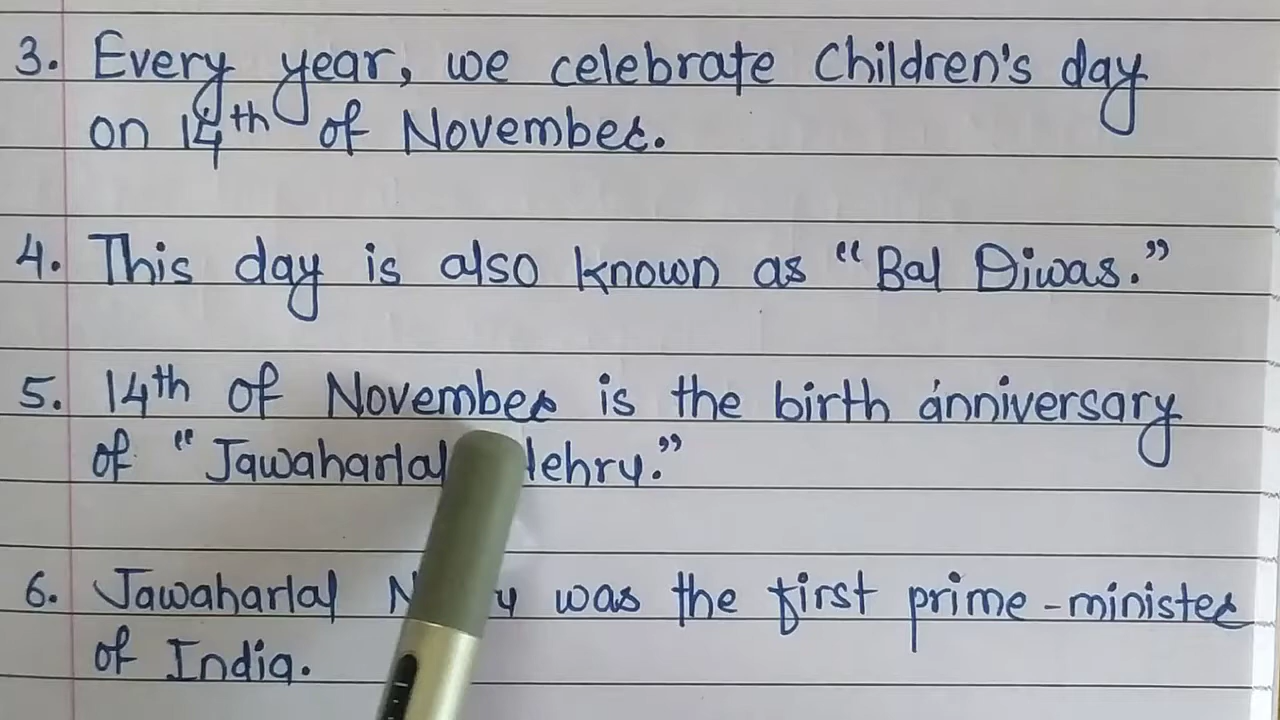 3. Every year, we celebrate Children's day
on 14th of November.
4. This day is also known as "Bal Diwas."
5. 14th of November is the birth anniversary
of "Jawaharlal Nehru."
6. Jawaharlal was the first prime-minister
of India.